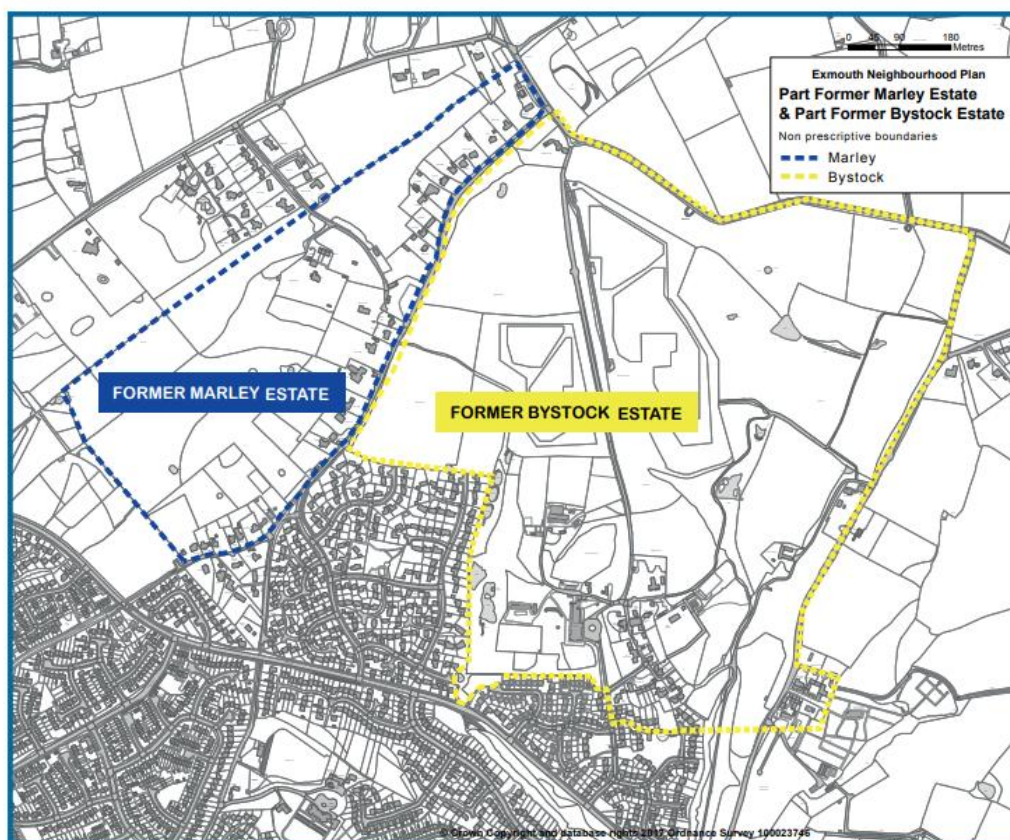 0 45 90 180
Metres
Exmouth Neighbourhood Plan
Part Former Marley Estate
& Part Former Bystock Estate
Non prescriptive boundaries
Marley
Bystock
FORMER MARLEY ESTATE
FORMER BYSTOCK ESTATE
© Crown Copyright and database rights 2017 Ordnance Survey 100023746